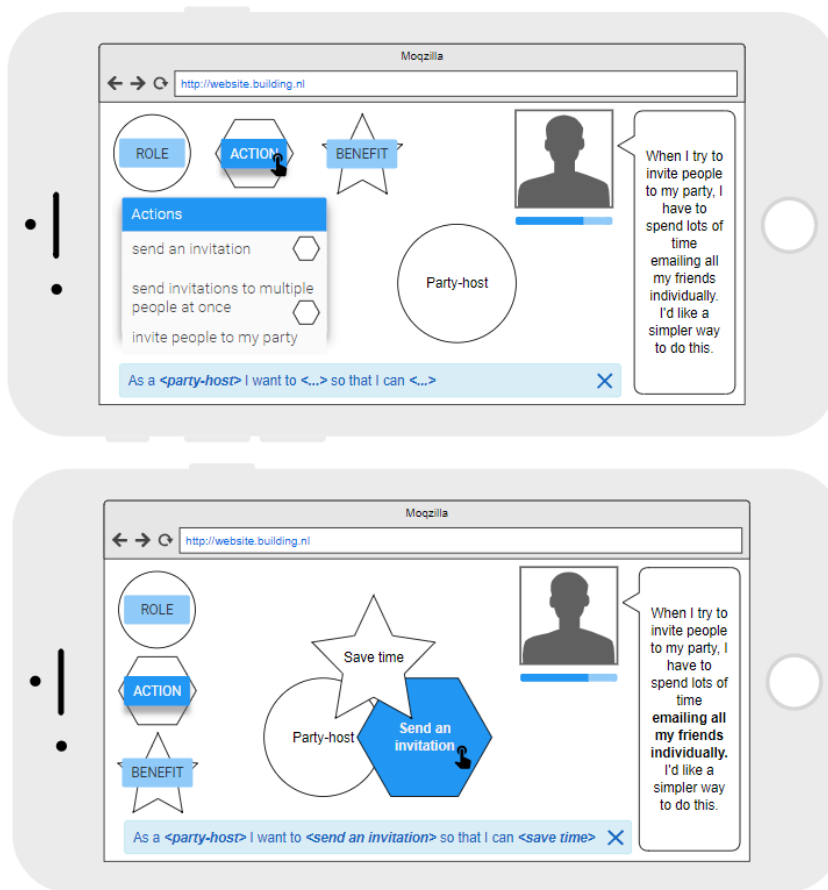 Moqzilla
http://website.building.nl
ROLE
ACTION
BENEFIT
Actions
send an invitation
send invitations to multiple
people at once
invite people to my party
Party-host
When I try to
invite people
to my party, I
have to
spend lots of
time
emailing all
my friends
individually.
I'd like a
simpler way
to do this.
As a <party-host> I want to <...> so that I can <...>
Moqzilla
http://website.building.nl
ROLE
ACTION
BENEFIT
Save time
Party-host
Send an
invitation
When I try to
invite people
to my party, I
have to
spend lots of
time
emailing all
my friends
individually.
I'd like a
simpler way
to do this.
As a <party-host> I want to <send an invitation> so that I can <save time>